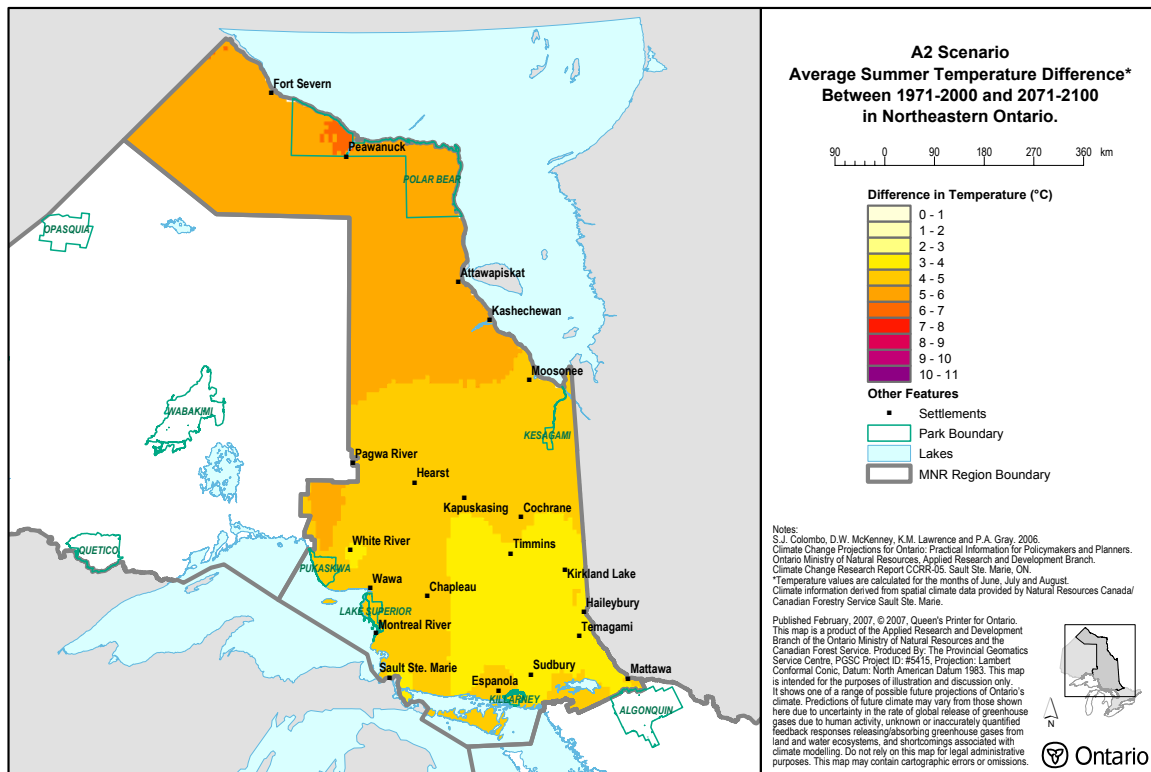 A2 Scenario
Average Summer Temperature Difference*
Between 1971-2000 and 2071-2100
in Northeastern Ontario.
90 0 90 180 270 360 km
Difference in Temperature (°C)
0 - 1
1 - 2
2 - 3
3 - 4
4 - 5
5 - 6
6 - 7
7 - 8
8 - 9
9 - 10
10 - 11
Other Features
Settlements
Park Boundary
Lakes
MNR Region Boundary
Notes:
S.J. Colombo, D.W. McKenney, K.M. Lawrence and P.A. Gray. 2006.
Climate Change Projections for Ontario: Practical Information for Policymakers and Planners.
Ontario Ministry of Natural Resources, Applied Research and Development Branch.
Climate Change Research Report CCRR-05. Sault Ste. Marie, ON.
*Temperature values are calculated for the months of June, July and August.
Climate information derived from spatial climate data provided by Natural Resources Canada/
Canadian Forestry Service Sault Ste. Marie.
Published February, 2007, © 2007, Queen's Printer for Ontario.
This map is a product of the Applied Research and Development
Branch of the Ontario Ministry of Natural Resources and the
Canadian Forest Service. Produced By: The Provincial Geomatics
Service Centre, PGSC Project ID: #5415, Projection: Lambert
Conformal Conic, Datum: North American Datum 1983. This map
is intended for the purposes of illustration and discussion only.
It shows one of a range of possible future projections of Ontario's
climate. Predictions of future climate may vary from those shown
here due to uncertainty in the rate of global release of greenhouse
gases due to human activity, unknown or inaccurately quantified
feedback responses releasing/absorbing greenhouse gases from
land and water ecosystems, and shortcomings associated with
climate modelling. Do not rely on this map for legal administrative
purposes. This map may contain cartographic errors or omissions.
N
Ontario
Fort Severn
Peawanuck
POLAR BEAR
OPASQUIA
Attawapiskat
Kashechewan
Moosonee
WABAKIMI
KESAGAMI
Pagwa River
Hearst
Kapuskasing
Cochrane
QUETICO
White River
Timmins
PUKASKWA
Kirkland Lake
Wawa
Chapleau
LAKE SUPERIOR
Haileybury
Montreal River
Temagami
Sault Ste. Marie
Sudbury
Mattawa
Espanola
KILLARNEY
ALGONQUIN